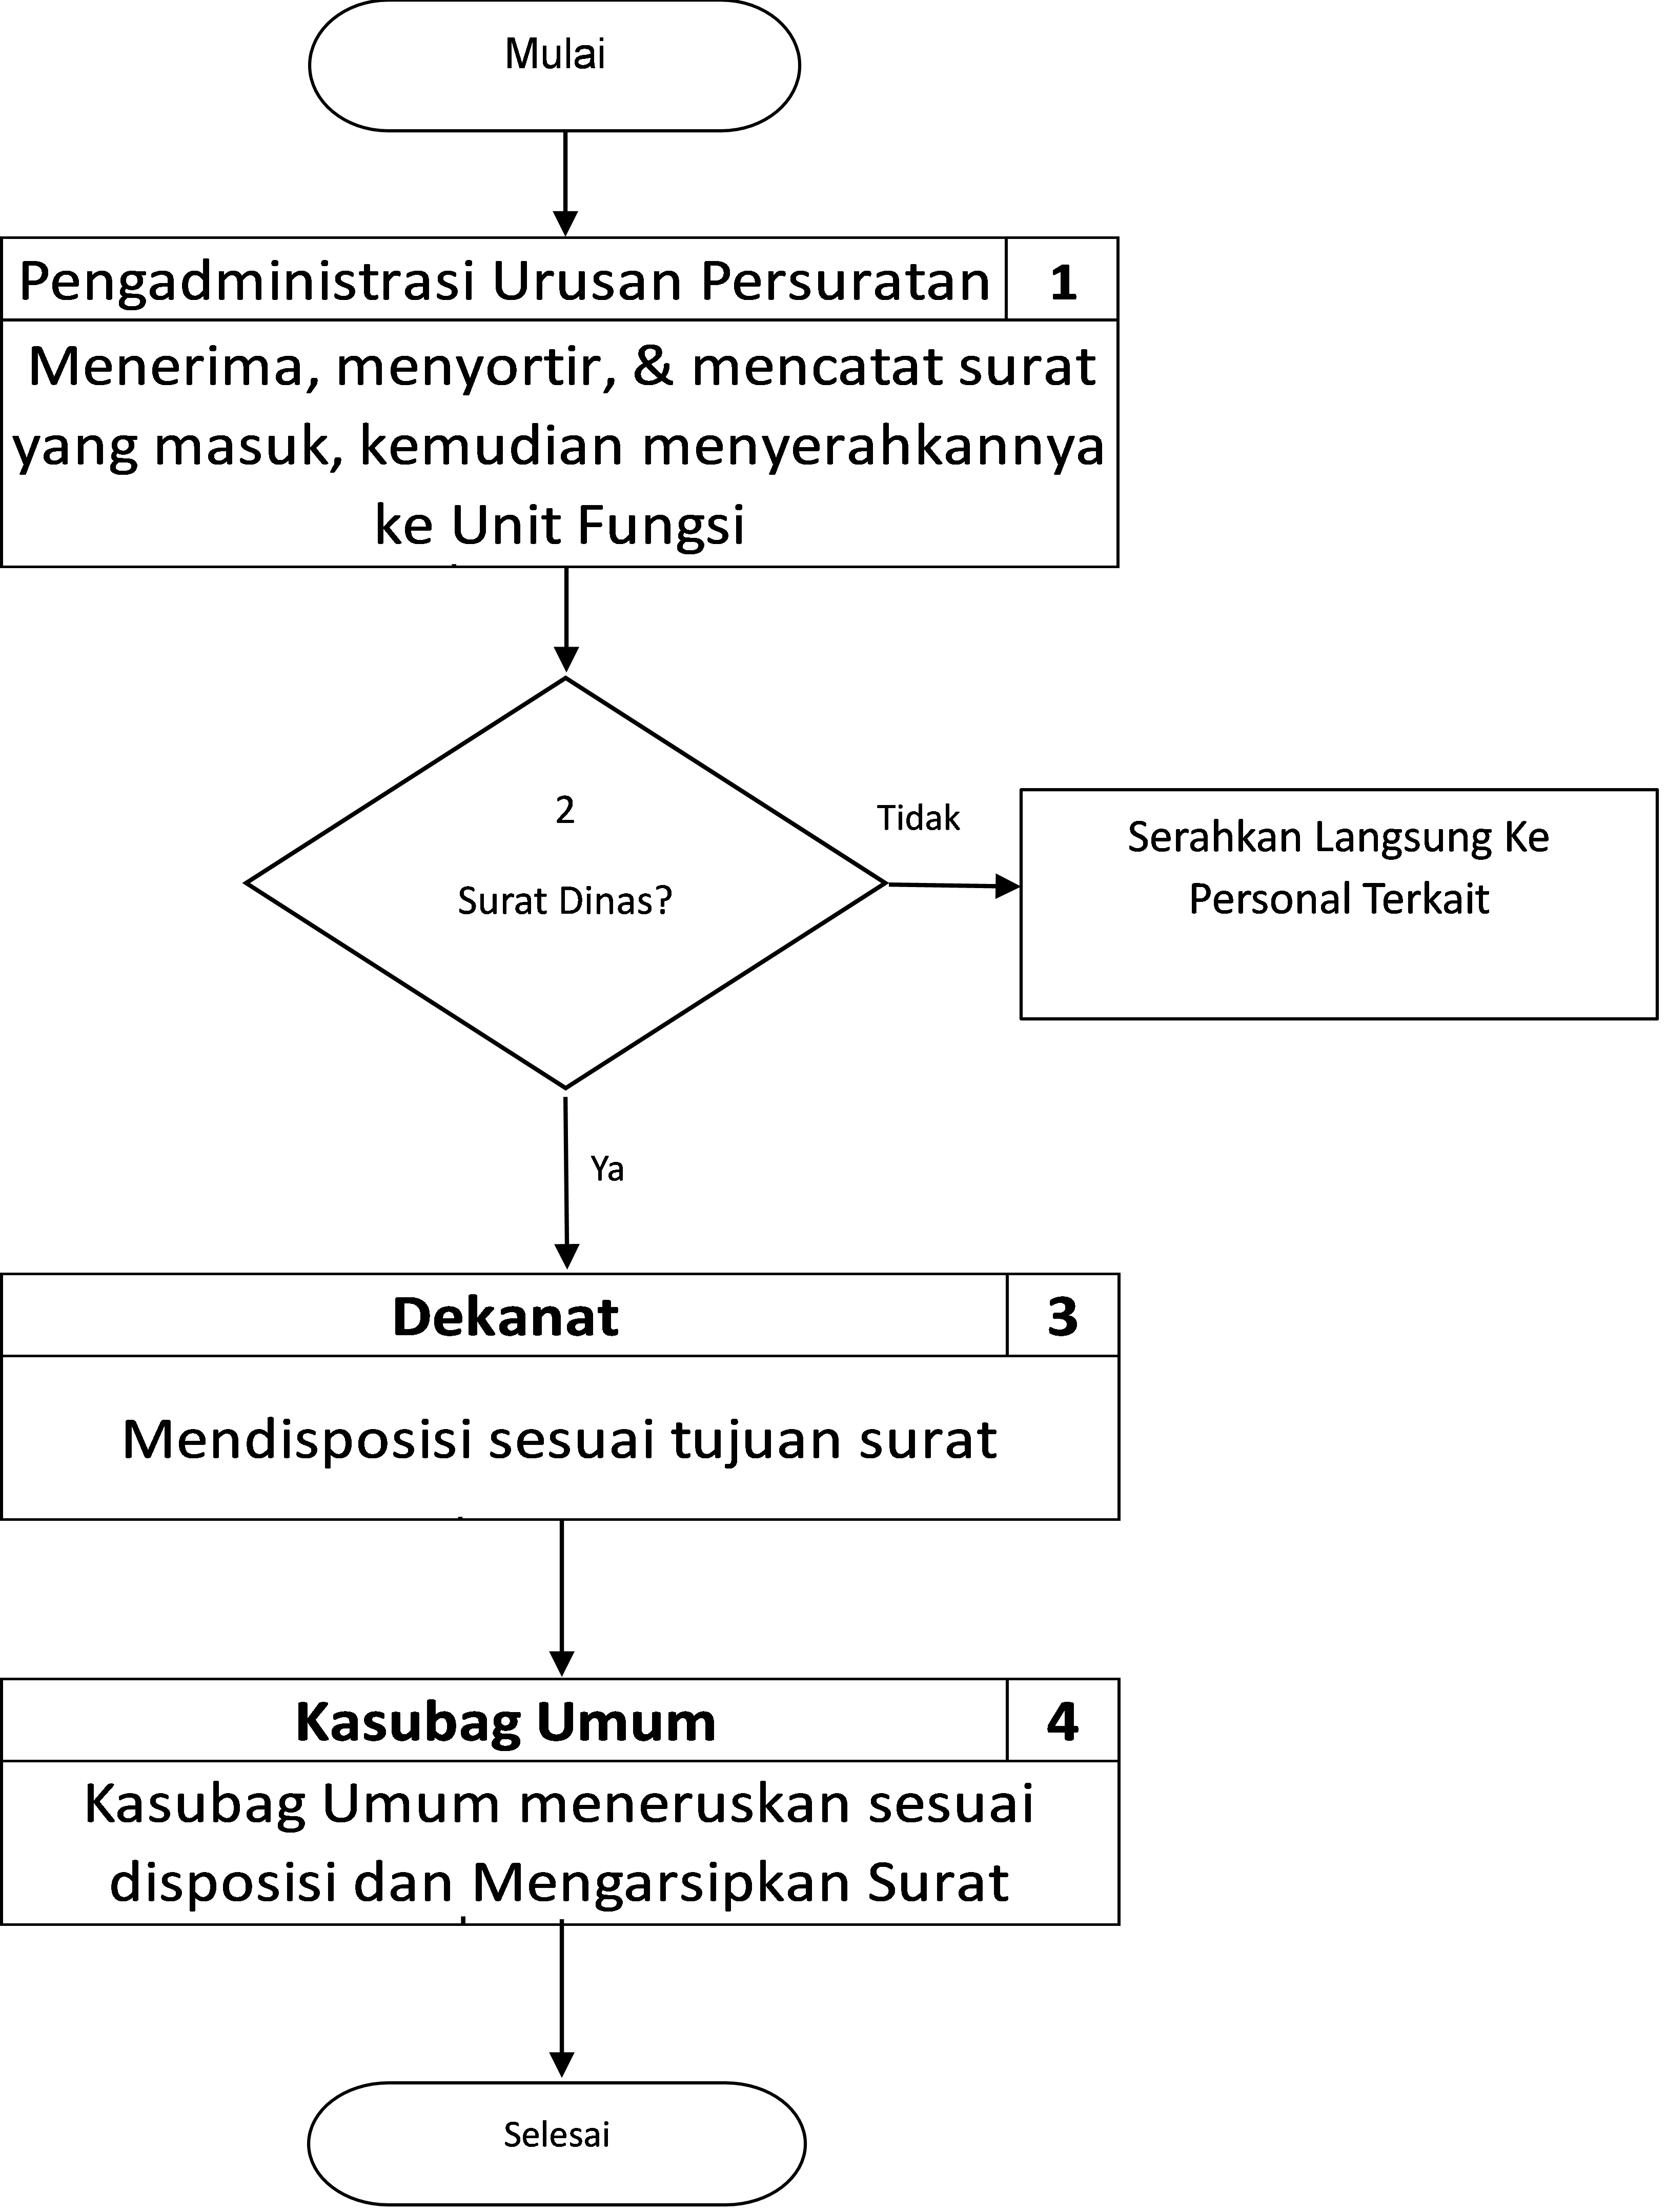 Mulai
Pengadministrasi Urusan Persuratan 1
Menerima, menyortir, & mencatat surat
yang masuk, kemudian menyerahkannya
ke Unit Fungsi
2
Surat Dinas?
Tidak
Serahkan Langsung Ke
Personal Terkait
Ya
Dekanat 3
Mendisposisi sesuai tujuan surat
Kasubag Umum 4
Kasubag Umum meneruskan sesuai
disposisi dan Mengarsipkan Surat
Selesai